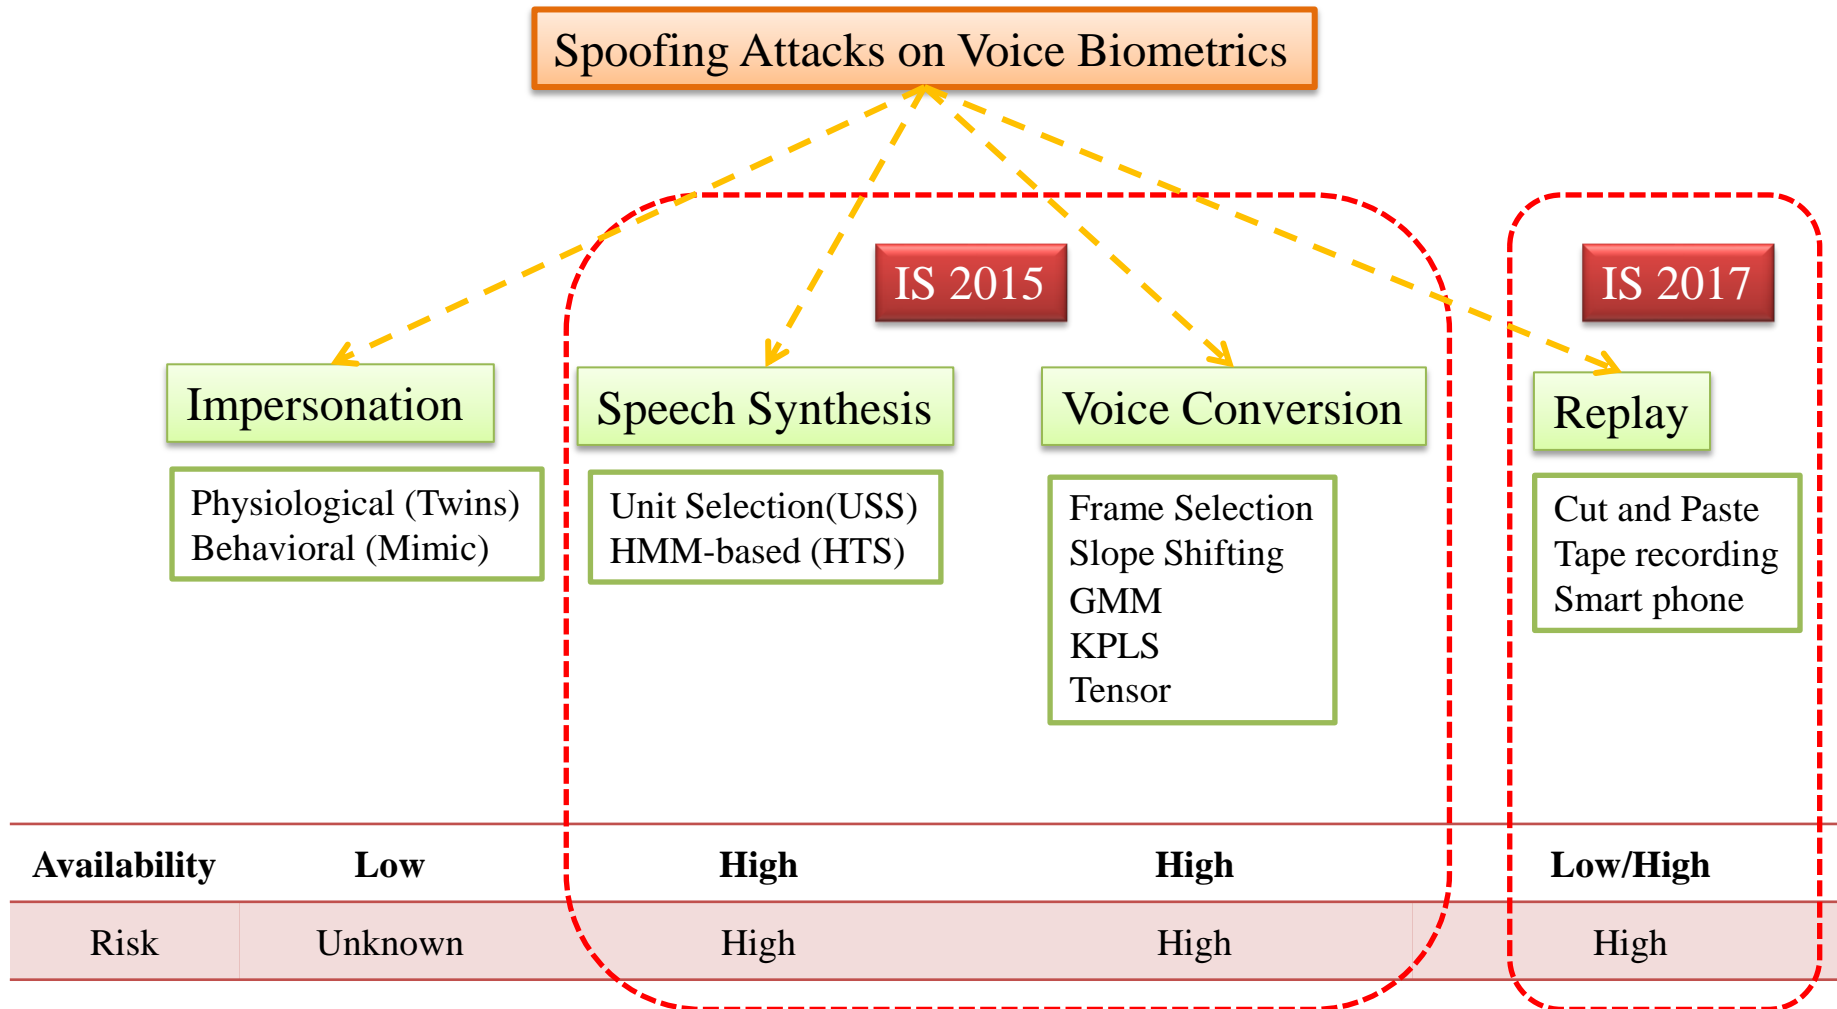 Spoofing Attacks on Voice Biometrics
IS 2015
IS 2017
Impersonation
Speech Synthesis
Voice Conversion
Replay
Physiological (Twins)
Behavioral (Mimic)
Unit Selection(USS)
HMM-based (HTS)
Frame Selection
Slope Shifting
GMM
KPLS
Tensor
Cut and Paste
Tape recording
Smart phone
Availability Low High High Low/High
Risk Unknown High High High